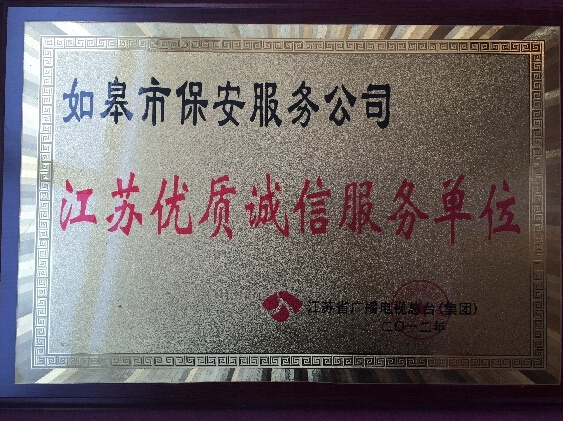 如皋市保安服务公司
江苏优质诚信服务单位
江苏省广播电视总台(集团)
二〇一二年